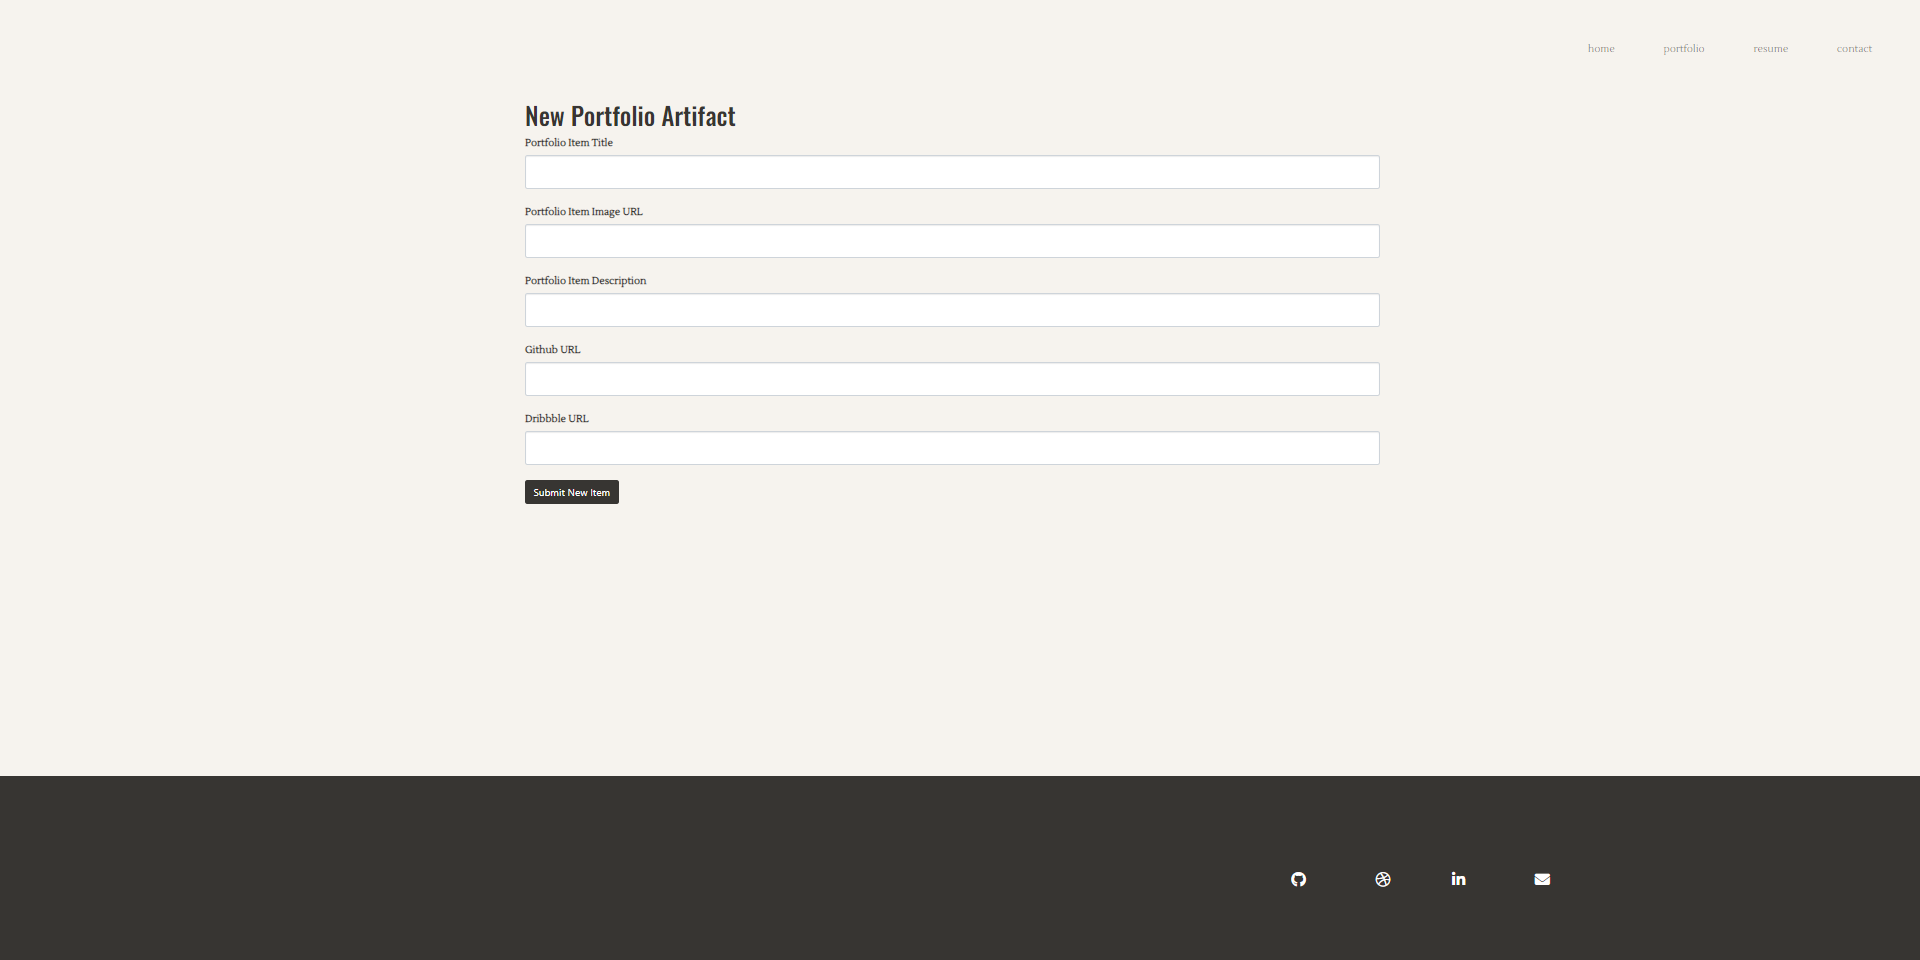 home portfolio resume contact
New Portfolio Artifact
Portfolio Item Title
Portfolio Item Image URL
Portfolio Item Description
Github URL
Dribbble URL
Submit New Item